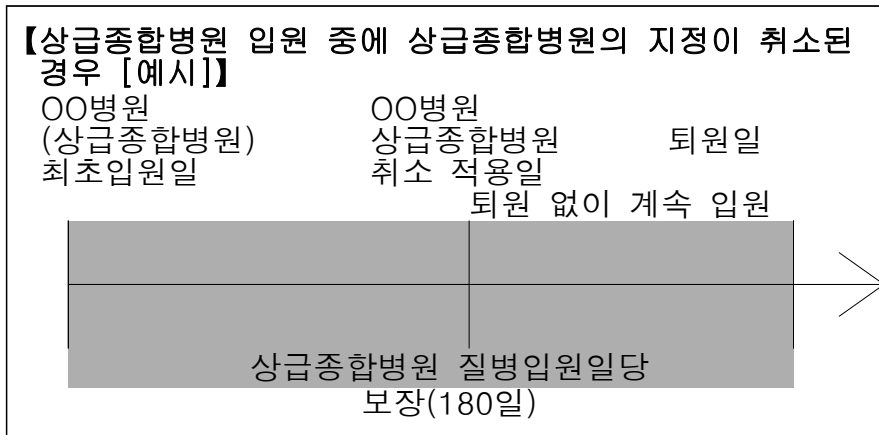 【상급종합병원 입원 중에 상급종합병원의 지정이 취소된
경우 [예시]】
OO병원
(상급종합병원)
최초입원일
OO병원
상급종합병원
취소 적용일
퇴원일
퇴원 없이 계속 입원
상급종합병원 질병입원일당
보장(180일)